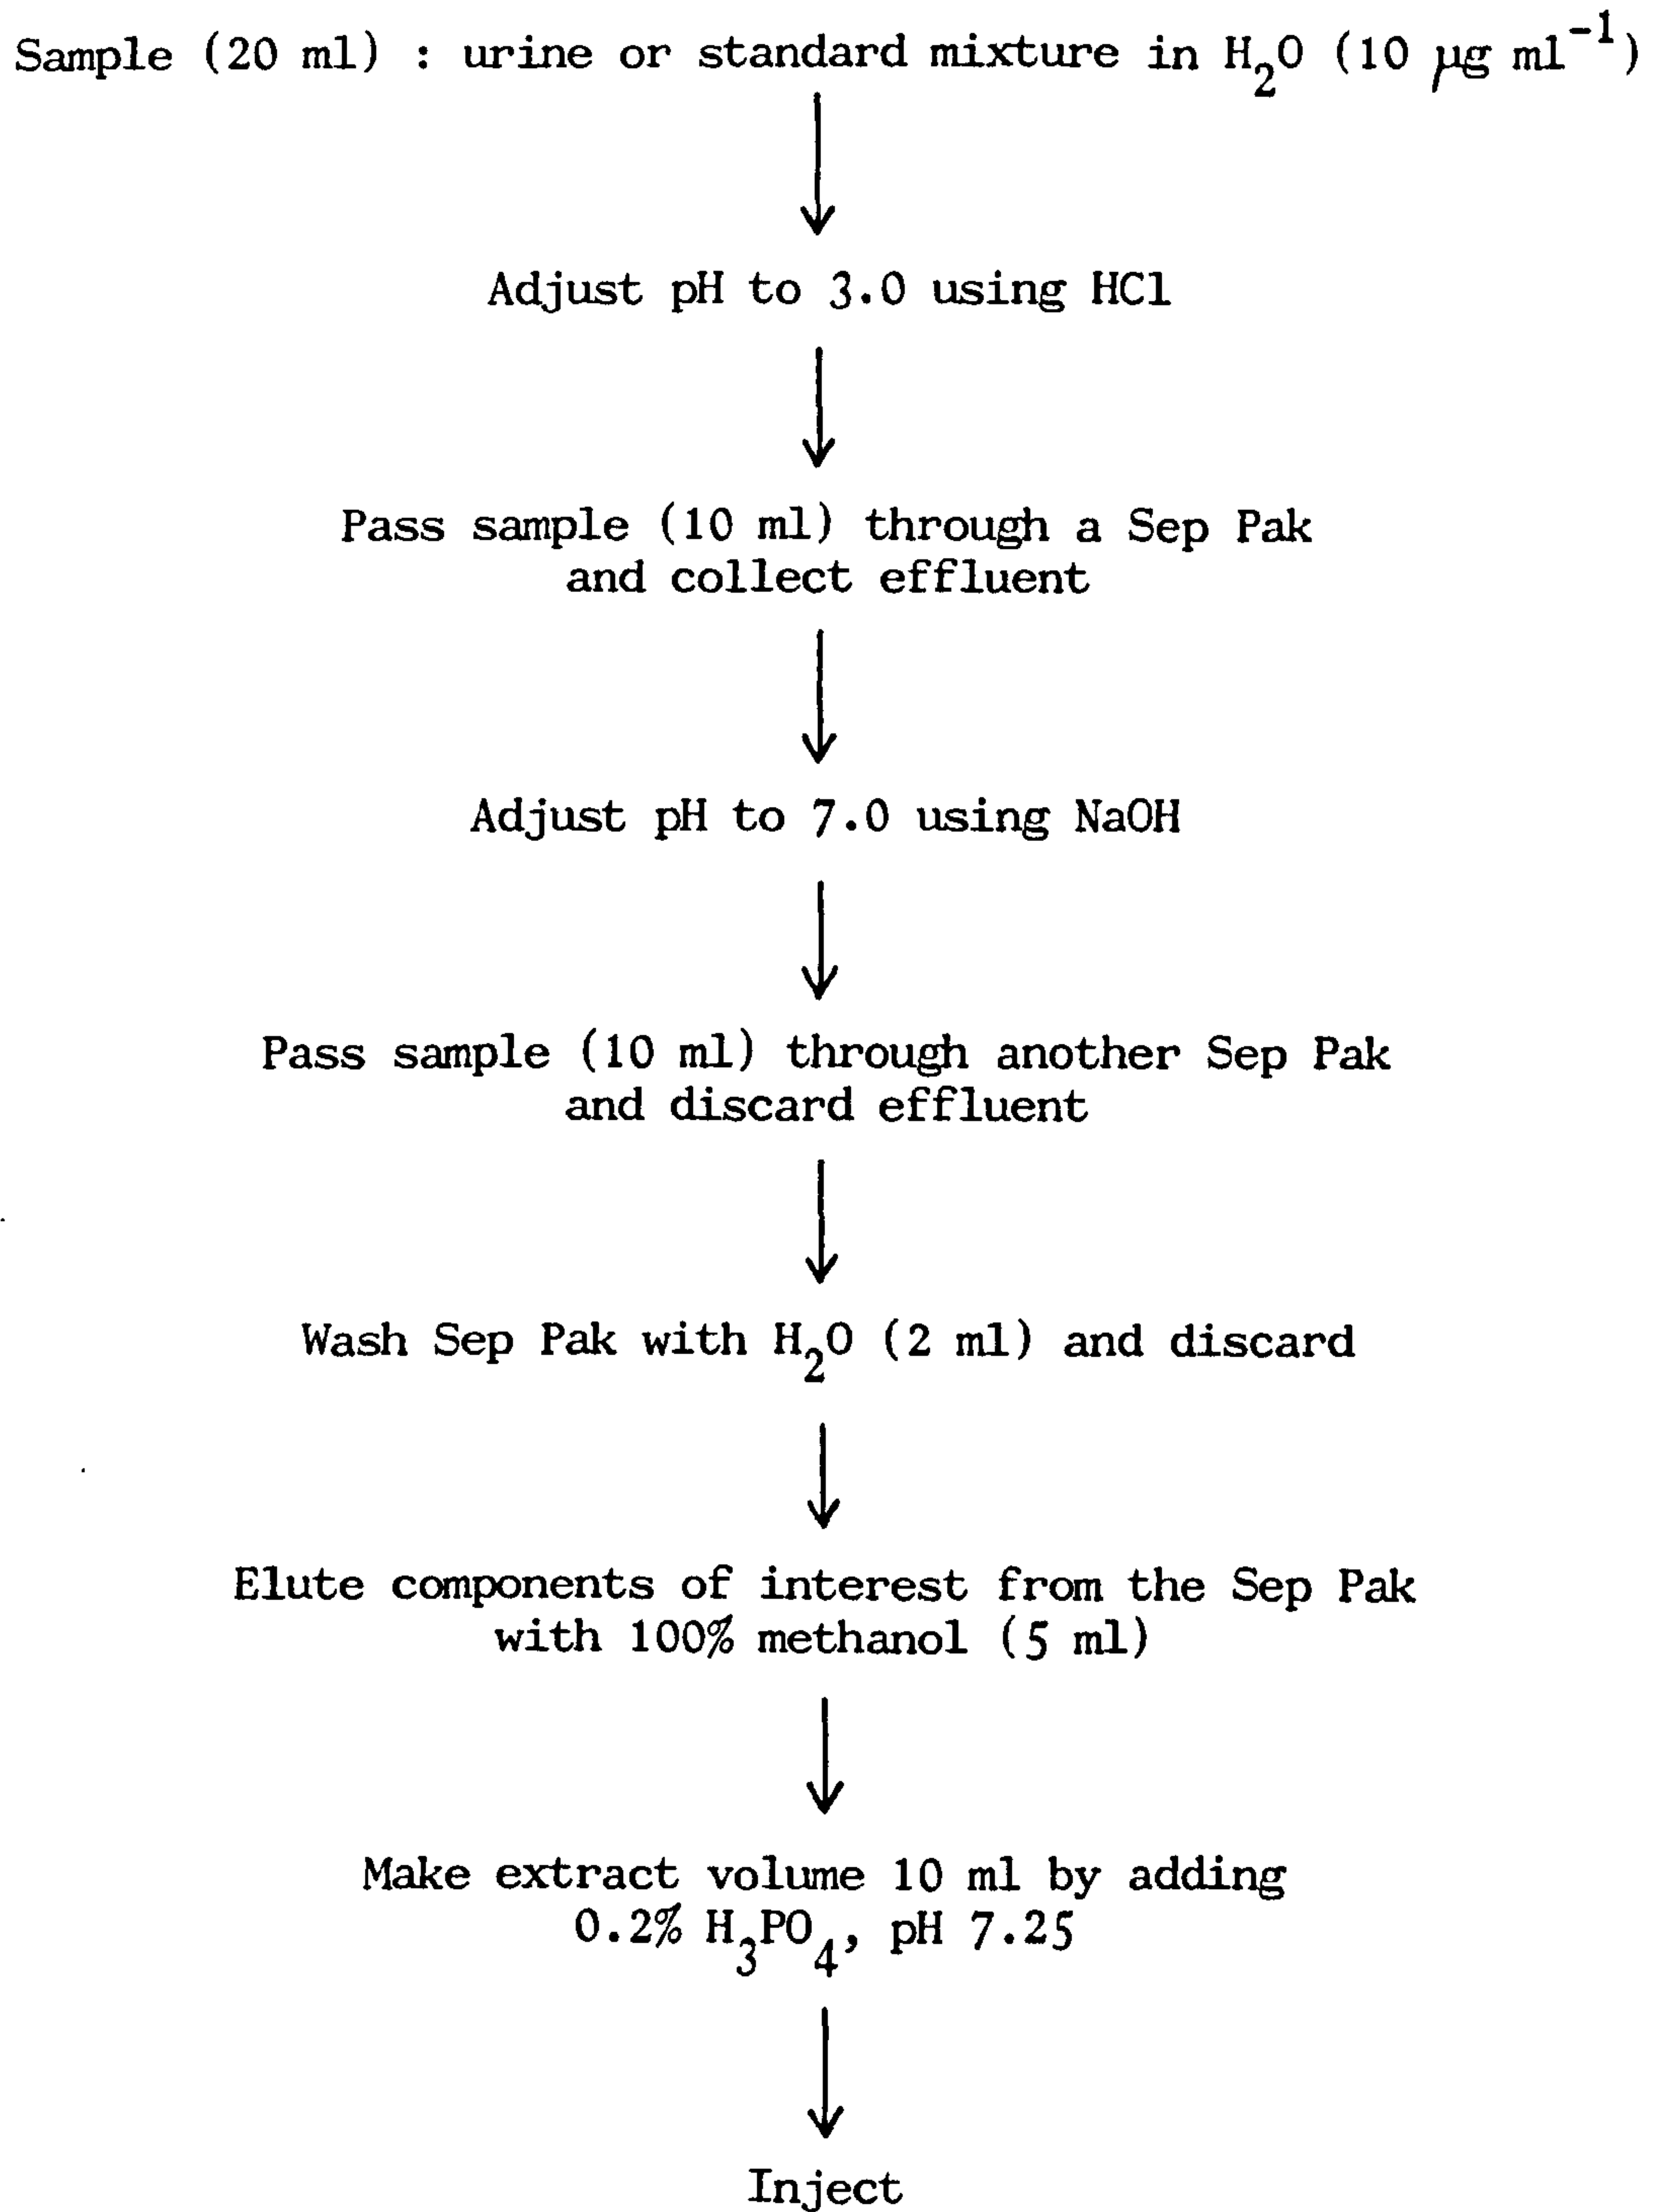 Sample (20 ml) : urine or standard mixture in H₂O (10 µg ml⁻¹)
Adjust pH to 3.0 using HCl
Pass sample (10 ml) through a Sep Pak
and collect effluent
Adjust pH to 7.0 using NaOH
Pass sample (10 ml) through another Sep Pak
and discard effluent
Wash Sep Pak with H₂O (2 ml) and discard
Elute components of interest from the Sep Pak
with 100% methanol (5 ml)
Make extract volume 10 ml by adding
0.2% H₃PO₄, pH 7.25
Inject